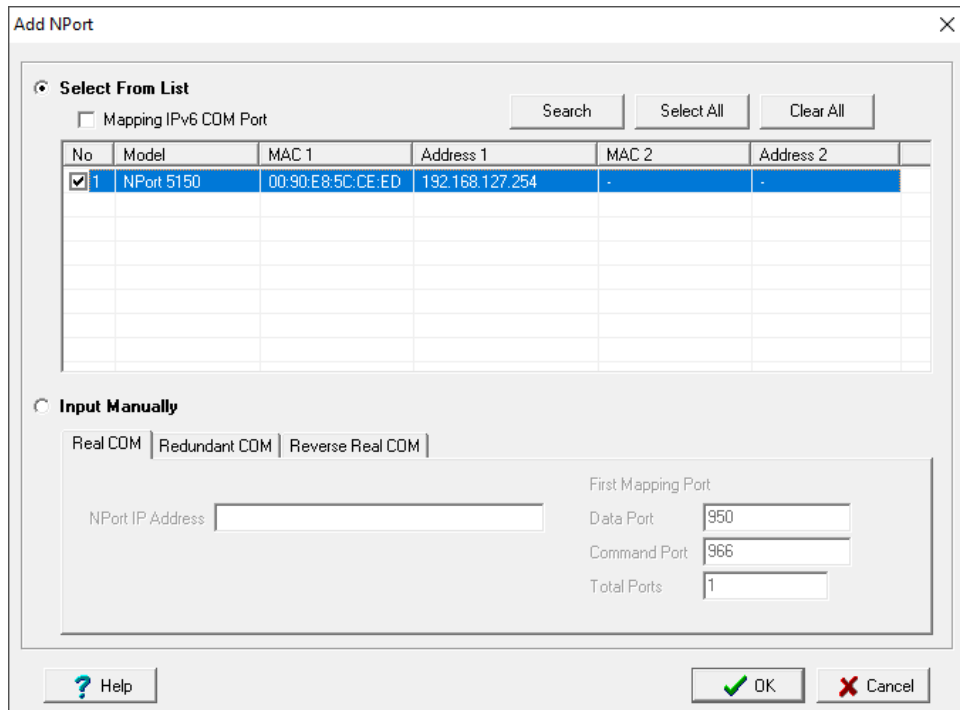 Add NPort
Select From List
Mapping IPv6 COM Port
Search
Select All
Clear All
No Model MAC 1 Address 1 MAC 2 Address 2
1 NPort 5150 00:90:E8:5C:CE:ED 192.168.127.254 - -
Input Manually
Real COM Redundant COM Reverse Real COM
First Mapping Port
NPort IP Address
Data Port 950
Command Port 966
Total Ports 1
? Help
OK
Cancel